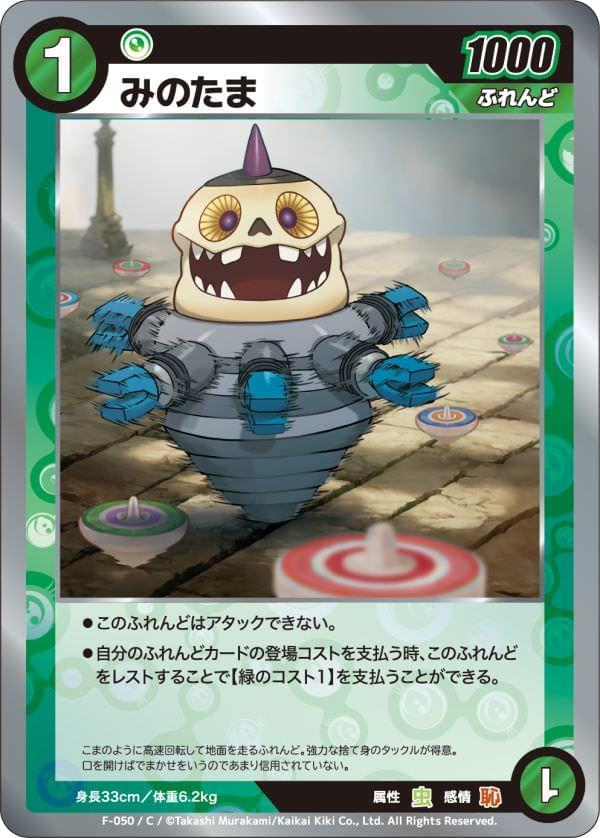 1
1000
みのたま
ふれんど
●このふれんどはアタックできない。
●自分のふれんどカードの登場コストを支払う時、このふれんど
をレストすることで【緑のコスト1】を支払うことができる。
こまのように高速回転して地面を走るふれんど。強力な捨て身のタックルが得意。
口を開けばでまかせをいうのであまり信用されていない。
身長33cm／体重6.2kg
属性 虫 感情 恥
1
F-050 / C / ©Takashi Murakami/Kaikai Kiki Co., Ltd. All Rights Reserved.